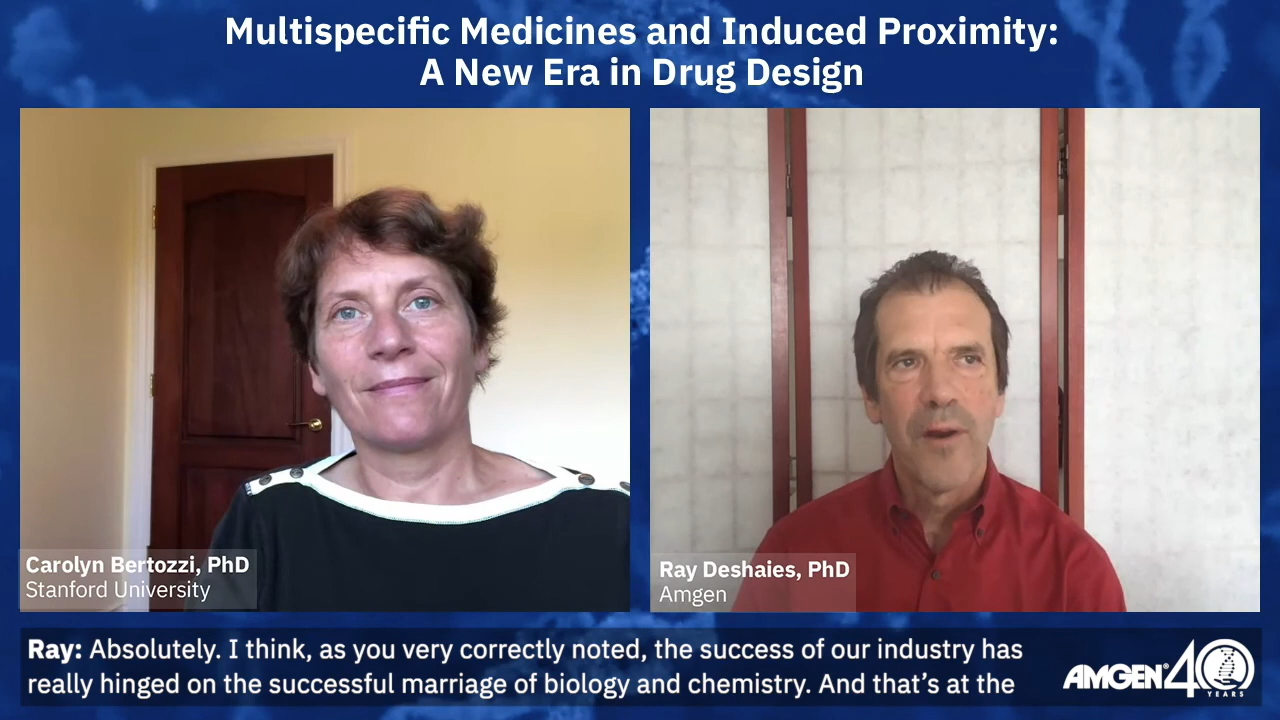 Multispecific Medicines and Induced Proximity:
A New Era in Drug Design
Carolyn Bertozzi, PhD
Stanford University
Ray Deshaies, PhD
Amgen
Ray: Absolutely. I think, as you very correctly noted, the success of our industry has
really hinged on the successful marriage of biology and chemistry. And that’s at the
AMGEN® 40
YEARS